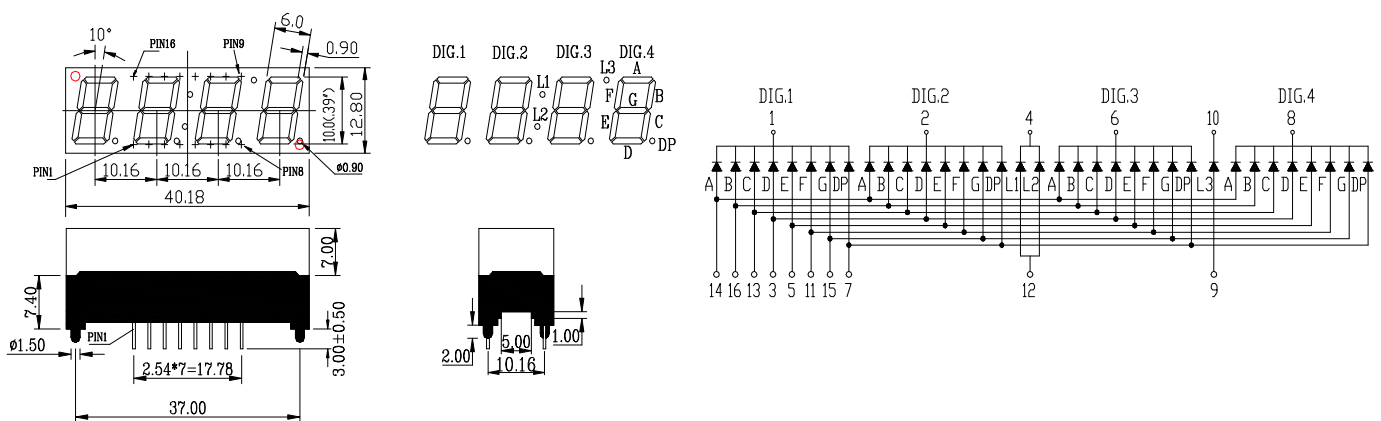 10°
PIN16
PIN9
6.0
0.90
10.0(.39")
12.80
PIN1
10.16
10.16
10.16
PIN8
ø0.90
40.18
DIG.1 DIG.2 DIG.3 DIG.4
L1
L2
L3
A
F
B
G
E
C
D
DP
7.00
7.40
ø1.50
PIN1
3.00±0.50
2.54*7=17.78
37.00
2.00
5.00
1.00
10.16
DIG.1 DIG.2 DIG.3 DIG.4
1 2 4 6 10 8
A B C D E F G DP A B C D E F G DP L1 L2 A B C D E F G DP L3 A B C D E F G DP
14 16 13 3 5 11 15 7 12 9